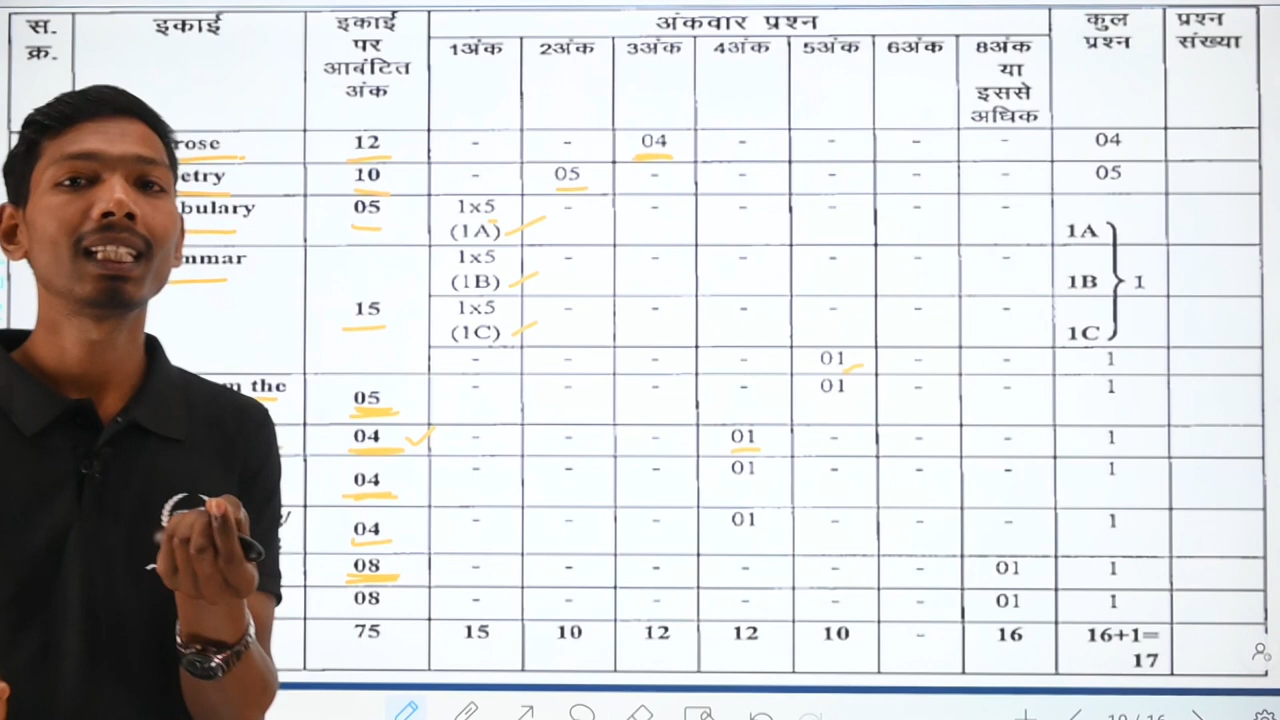 स. क्र. इकाई इकाई पर आबंटित अंक अंकवार प्रश्न कुल प्रश्न प्रश्न संख्या
1अंक 2अंक 3अंक 4अंक 5अंक 6अंक 8अंक या इससे अधिक
rose 12 - - 04 - - - - 04
etry 10 - 05 - - - - - 05
bulary 05 1x5 (1A) - - - - - - 1A
mmar 15 1x5 (1B) - - - - - - 1B } 1
1x5 (1C) - - - - - - 1C
- - - - 01 - - 1
m the 05 - - - - 01 - - 1
04 - - - 01 - - - 1
04 - - - 01 - - - 1
04 - - - 01 - - - 1
08 - - - - - - 01 1
08 - - - - - - 01 1
75 15 10 12 12 10 - 16 16+1= 17